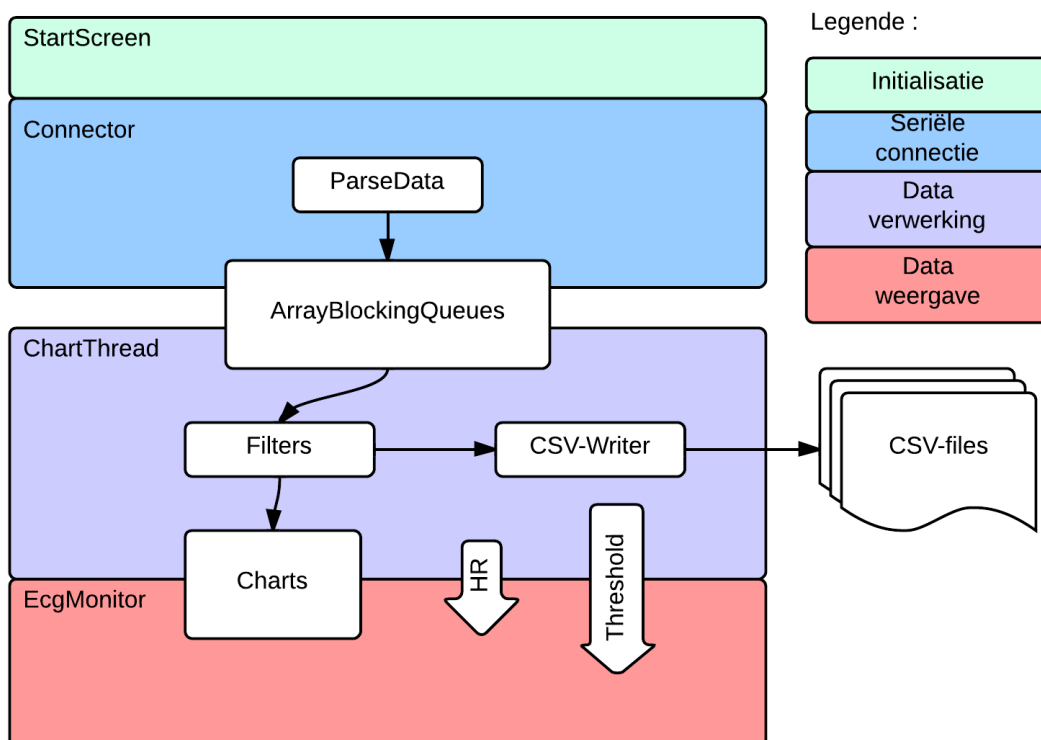 StartScreen
Connector
ParseData
ArrayBlockingQueues
ChartThread
Filters
CSV-Writer
CSV-files
Charts
HR
Threshold
EcgMonitor
Legende :
Initialisatie
Seriële
connectie
Data
verwerking
Data
weergave